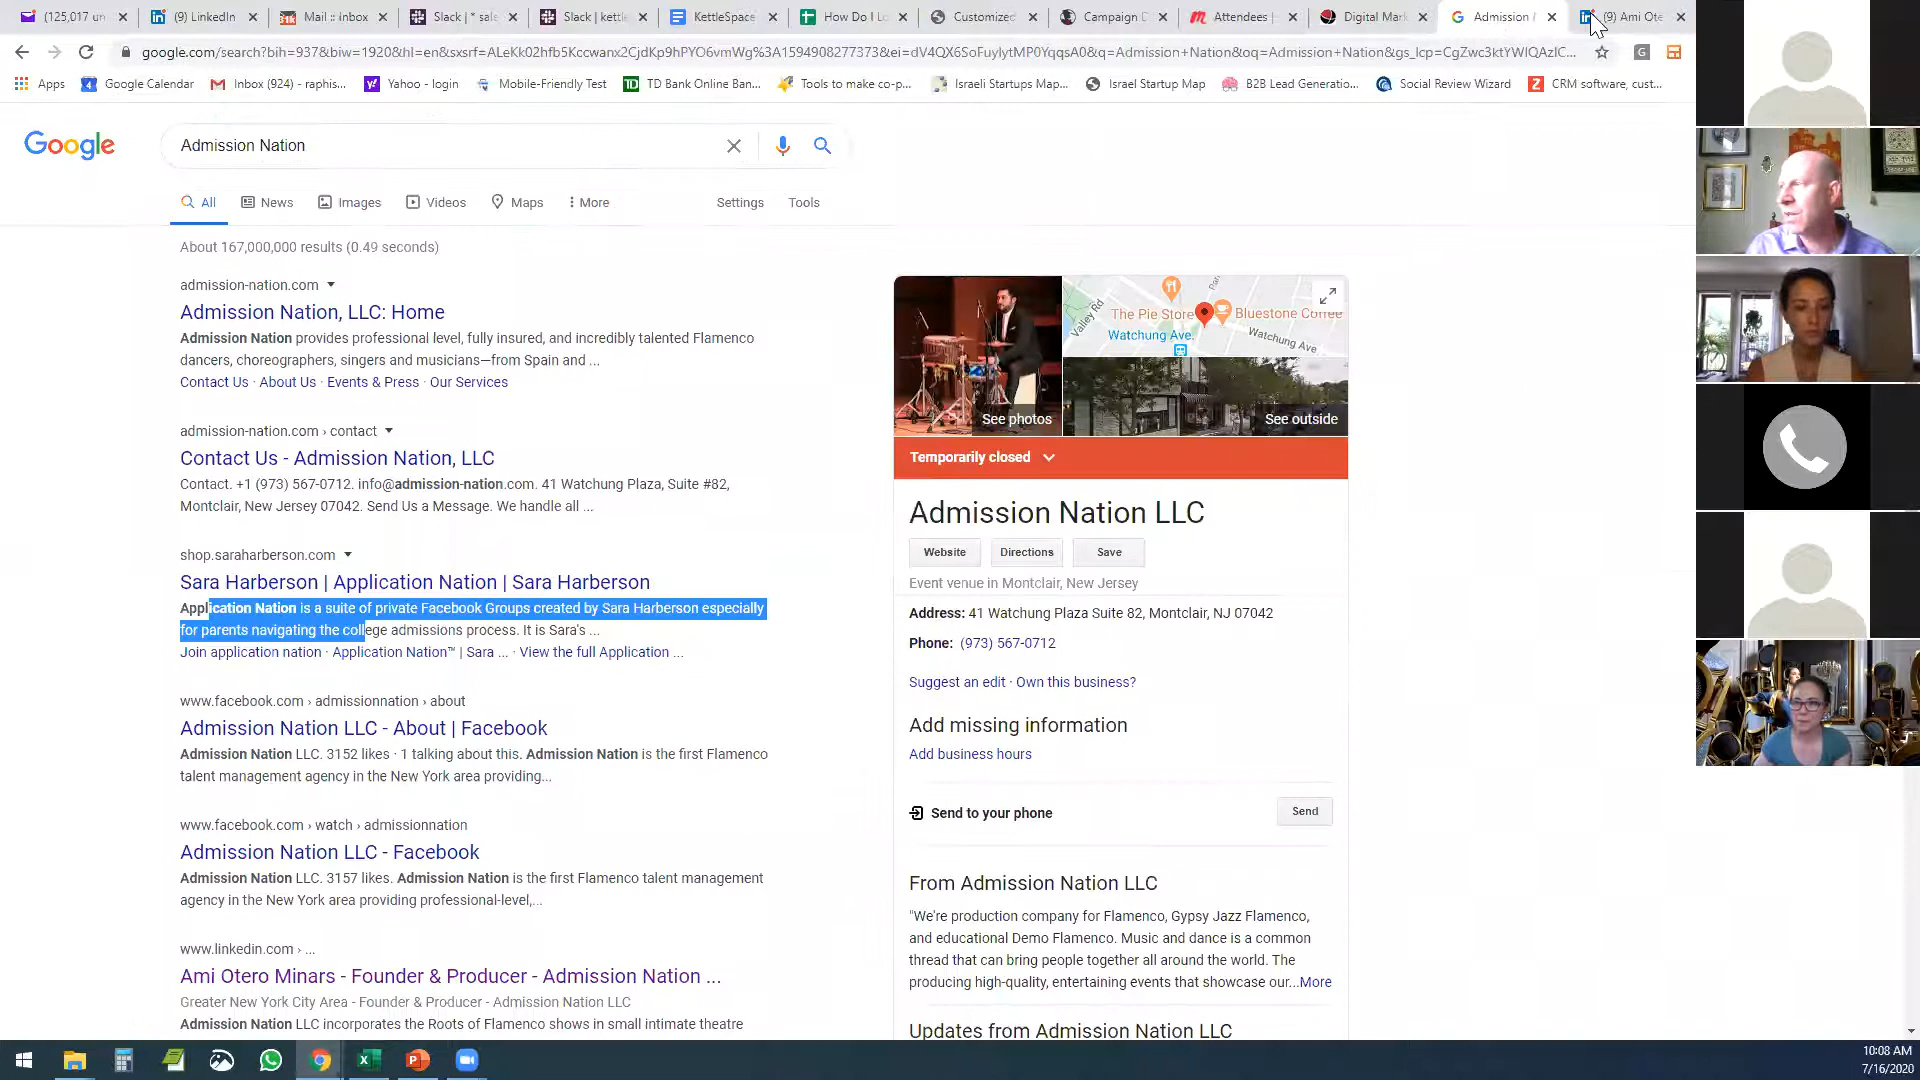 (125,017 un
(9) LinkedIn
Mail :: Inbox
Slack | * sale
Slack | kettle
KettleSpace
How Do I Lo
Customized
Campaign D
Attendees |
Digital Mark
Admission
(9) Ami Ote
google.com/search?bih=937&biw=1920&hl=en&sxsrf=ALeKk02hfb5Kccwanx2CjdKp9hPYO6vmWg%3A1594908277373&ei=dV4QX6SoFuylytMP0YqqsA0&q=Admission+Nation&oq=Admission+Nation&gs_lcp=CgZwc3ktYWIQAzIC...
Apps
Google Calendar
Inbox (924) - raphis...
Yahoo - login
Mobile-Friendly Test
TD Bank Online Ban...
Tools to make co-p...
Israeli Startups Map...
Israel Startup Map
B2B Lead Generatio...
Social Review Wizard
CRM software, cust...
Google
Admission Nation
All
News
Images
Videos
Maps
More
Settings
Tools
About 167,000,000 results (0.49 seconds)
admission-nation.com
Admission Nation, LLC: Home
Admission Nation provides professional level, fully insured, and incredibly talented Flamenco
dancers, choreographers, singers and musicians—from Spain and ...
Contact Us · About Us · Events & Press · Our Services
admission-nation.com › contact
Contact Us - Admission Nation, LLC
Contact. +1 (973) 567-0712. info@admission-nation.com. 41 Watchung Plaza, Suite #82,
Montclair, New Jersey 07042. Send Us a Message. We handle all ...
shop.saraharberson.com
Sara Harberson | Application Nation | Sara Harberson
Application Nation is a suite of private Facebook Groups created by Sara Harberson especially
for parents navigating the college admissions process. It is Sara's ...
Join application nation · Application Nation™ | Sara ... · View the full Application ...
www.facebook.com › admissionnation › about
Admission Nation LLC - About | Facebook
Admission Nation LLC. 3152 likes · 1 talking about this. Admission Nation is the first Flamenco
talent management agency in the New York area providing...
www.facebook.com › watch › admissionnation
Admission Nation LLC - Facebook
Admission Nation LLC. 3157 likes. Admission Nation is the first Flamenco talent management
agency in the New York area providing professional-level,...
www.linkedin.com › ...
Ami Otero Minars - Founder & Producer - Admission Nation ...
Greater New York City Area - Founder & Producer - Admission Nation LLC
Admission Nation LLC incorporates the Roots of Flamenco shows in small intimate theatre
Valley Rd
The Pie Store
Bluestone Coffee
Watchung Ave.
Watchung Ave
See photos
See outside
Temporarily closed
Admission Nation LLC
Website
Directions
Save
Event venue in Montclair, New Jersey
Address: 41 Watchung Plaza Suite 82, Montclair, NJ 07042
Phone: (973) 567-0712
Suggest an edit · Own this business?
Add missing information
Add business hours
Send to your phone
Send
From Admission Nation LLC
"We're production company for Flamenco, Gypsy Jazz Flamenco,
and educational Demo Flamenco. Music and dance is a common
thread that can bring people together all around the world. The
producing high-quality, entertaining events that showcase our...More
Updates from Admission Nation LLC
10:08 AM
7/16/2020